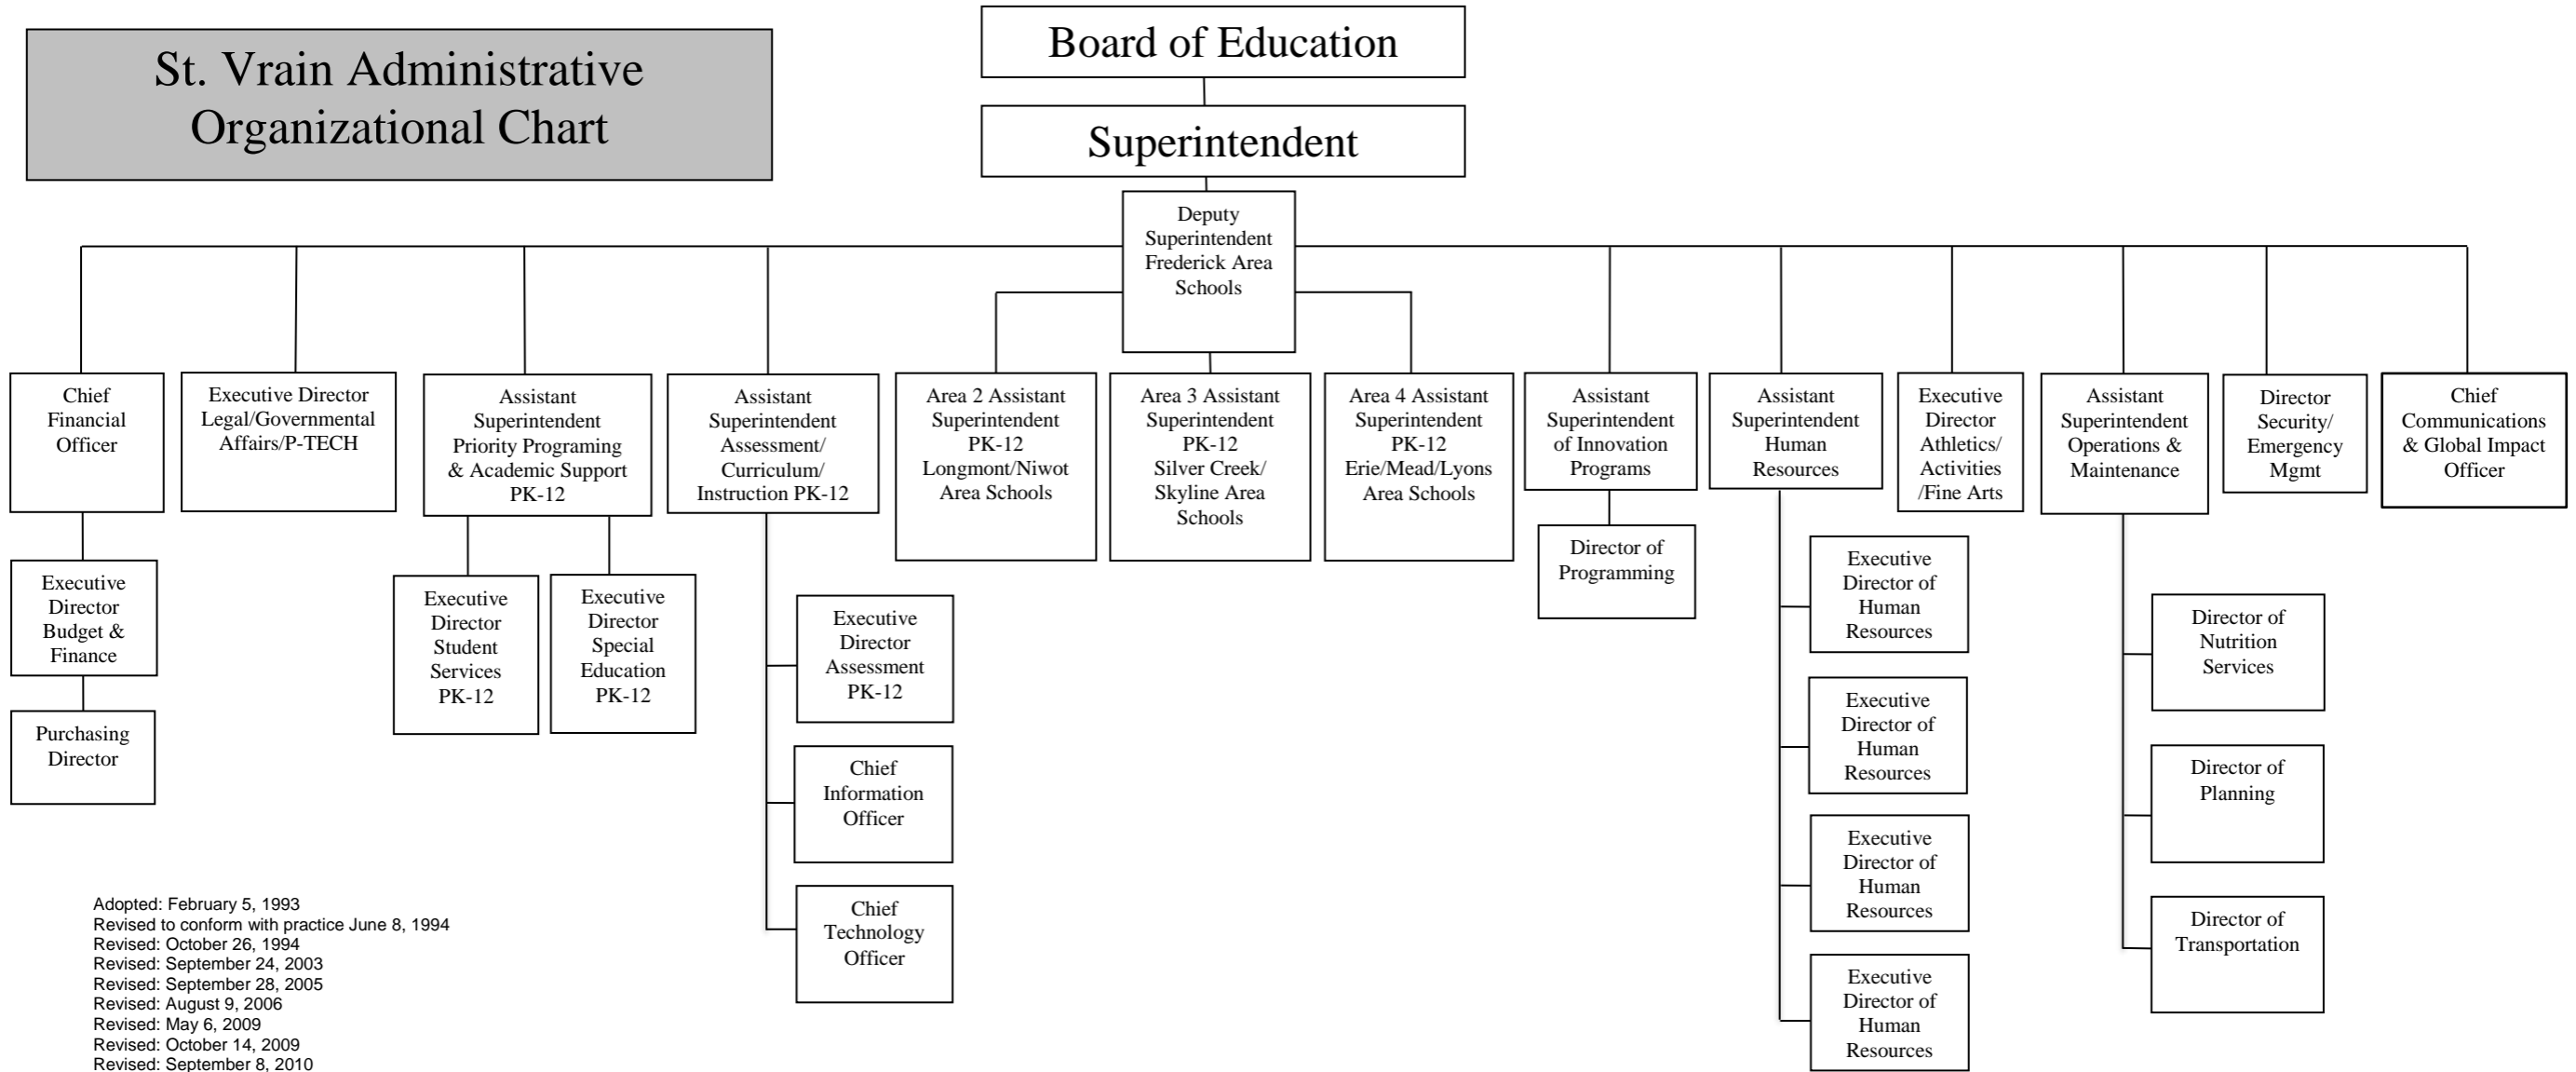 St. Vrain Administrative
Organizational Chart
Board of Education
Superintendent
Deputy
Superintendent
Frederick Area
Schools
Chief
Financial
Officer
Executive Director
Legal/Governmental
Affairs/P-TECH
Assistant
Superintendent
Priority Programing
& Academic Support
PK-12
Assistant
Superintendent
Assessment/
Curriculum/
Instruction PK-12
Area 2 Assistant
Superintendent
PK-12
Longmont/Niwot
Area Schools
Area 3 Assistant
Superintendent
PK-12
Silver Creek/
Skyline Area
Schools
Area 4 Assistant
Superintendent
PK-12
Erie/Mead/Lyons
Area Schools
Assistant
Superintendent
of Innovation
Programs
Assistant
Superintendent
Human
Resources
Executive
Director
Athletics/
Activities
/Fine Arts
Assistant
Superintendent
Operations &
Maintenance
Director
Security/
Emergency
Mgmt
Chief
Communications
& Global Impact
Officer
Executive
Director
Budget &
Finance
Purchasing
Director
Executive
Director
Student
Services
PK-12
Executive
Director
Special
Education
PK-12
Executive
Director
Assessment
PK-12
Chief
Information
Officer
Chief
Technology
Officer
Director of
Programming
Executive
Director of
Human
Resources
Executive
Director of
Human
Resources
Executive
Director of
Human
Resources
Executive
Director of
Human
Resources
Director of
Nutrition
Services
Director of
Planning
Director of
Transportation
Adopted: February 5, 1993
Revised to conform with practice June 8, 1994
Revised: October 26, 1994
Revised: September 24, 2003
Revised: September 28, 2005
Revised: August 9, 2006
Revised: May 6, 2009
Revised: October 14, 2009
Revised: September 8, 2010